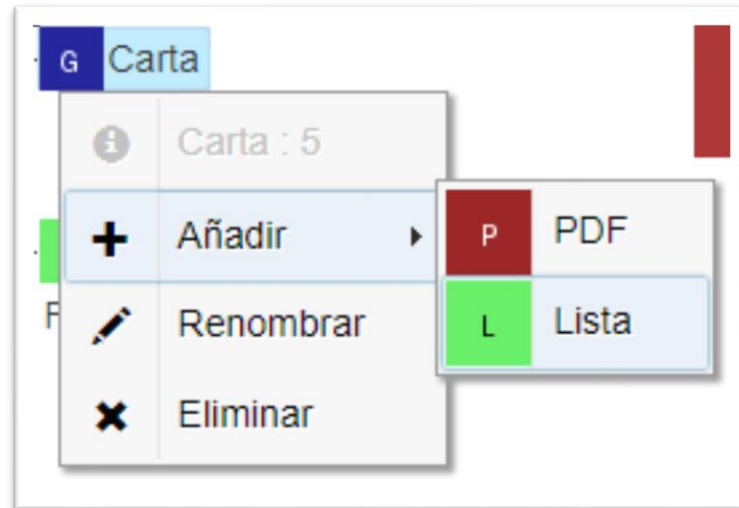 G Carta
Carta : 5
Añadir
P PDF
L Lista
F
Renombrar
Eliminar